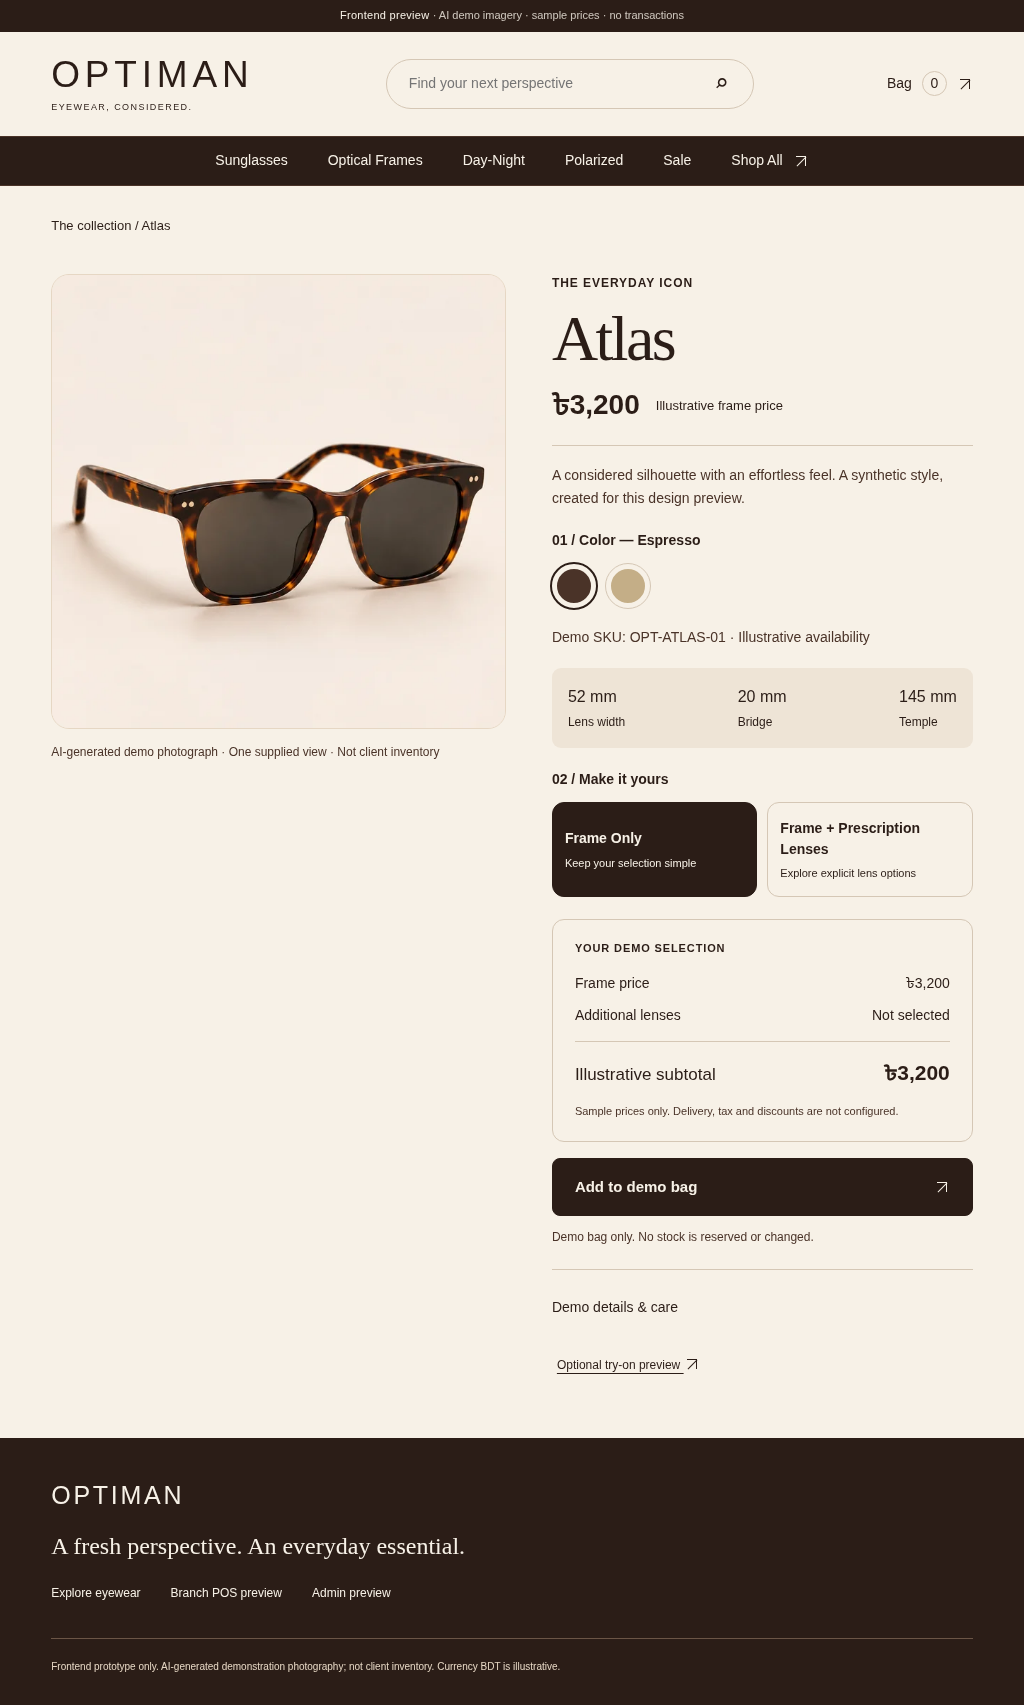 Frontend preview · AI demo imagery · sample prices · no transactions
OPTIMAN
EYEWEAR, CONSIDERED.
Find your next perspective
Bag 0
Sunglasses Optical Frames Day-Night Polarized Sale Shop All
The collection / Atlas
THE EVERYDAY ICON
Atlas
৳3,200 Illustrative frame price
A considered silhouette with an effortless feel. A synthetic style,
created for this design preview.
01 / Color — Espresso
Demo SKU: OPT-ATLAS-01 · Illustrative availability
52 mm 20 mm 145 mm
Lens width Bridge Temple
AI-generated demo photograph · One supplied view · Not client inventory
02 / Make it yours
Frame Only
Keep your selection simple
Frame + Prescription
Lenses
Explore explicit lens options
YOUR DEMO SELECTION
Frame price ৳3,200
Additional lenses Not selected
Illustrative subtotal ৳3,200
Sample prices only. Delivery, tax and discounts are not configured.
Add to demo bag
Demo bag only. No stock is reserved or changed.
Demo details & care
Optional try-on preview
OPTIMAN
A fresh perspective. An everyday essential.
Explore eyewear Branch POS preview Admin preview
Frontend prototype only. AI-generated demonstration photography; not client inventory. Currency BDT is illustrative.